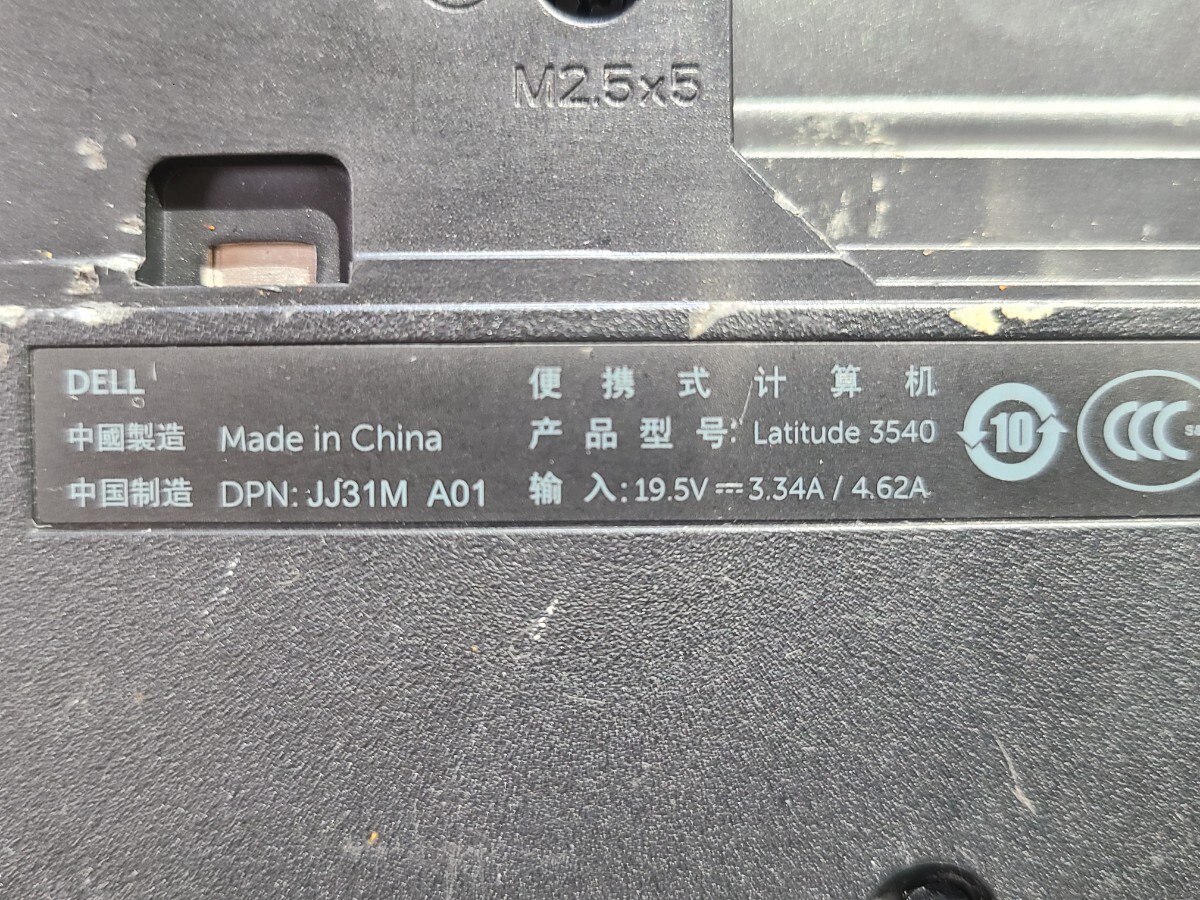 M2.5x5
DELL
中國製造 Made in China
中国制造 DPN: JJ31M A01
便携式计算机
产品型号: Latitude 3540
输入: 19.5V ⎓ 3.34A / 4.62A
10
CCC